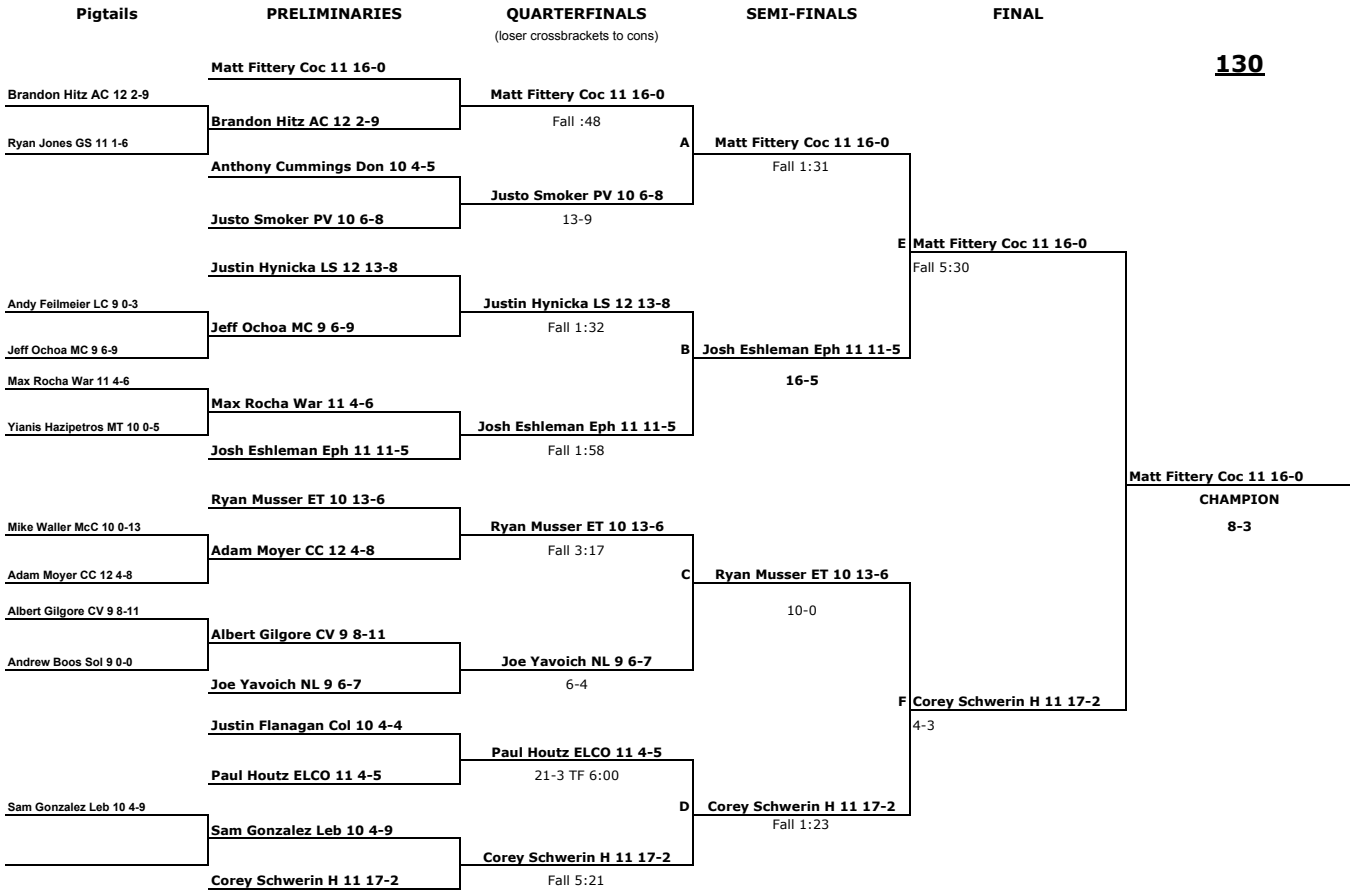 Pigtails PRELIMINARIES QUARTERFINALS SEMI-FINALS FINAL
(loser crossbrackets to cons)
130
Matt Fittery Coc 11 16-0
Brandon Hitz AC 12 2-9 Matt Fittery Coc 11 16-0
Brandon Hitz AC 12 2-9 Fall :48
Ryan Jones GS 11 1-6 A Matt Fittery Coc 11 16-0
Anthony Cummings Don 10 4-5 Fall 1:31
Justo Smoker PV 10 6-8
Justo Smoker PV 10 6-8 13-9
E Matt Fittery Coc 11 16-0
Justin Hynicka LS 12 13-8 Fall 5:30
Andy Feilmeier LC 9 0-3 Justin Hynicka LS 12 13-8
Jeff Ochoa MC 9 6-9 Fall 1:32
Jeff Ochoa MC 9 6-9 B Josh Eshleman Eph 11 11-5
Max Rocha War 11 4-6 16-5
Max Rocha War 11 4-6
Yianis Hazipetros MT 10 0-5 Josh Eshleman Eph 11 11-5
Josh Eshleman Eph 11 11-5 Fall 1:58
Matt Fittery Coc 11 16-0
Ryan Musser ET 10 13-6 CHAMPION
Mike Waller McC 10 0-13 Ryan Musser ET 10 13-6 8-3
Adam Moyer CC 12 4-8 Fall 3:17
Adam Moyer CC 12 4-8 C Ryan Musser ET 10 13-6
Albert Gilgore CV 9 8-11 10-0
Albert Gilgore CV 9 8-11
Andrew Boos Sol 9 0-0 Joe Yavoich NL 9 6-7
Joe Yavoich NL 9 6-7 6-4
F Corey Schwerin H 11 17-2
Justin Flanagan Col 10 4-4 4-3
Paul Houtz ELCO 11 4-5
Paul Houtz ELCO 11 4-5 21-3 TF 6:00
Sam Gonzalez Leb 10 4-9 D Corey Schwerin H 11 17-2
Sam Gonzalez Leb 10 4-9 Fall 1:23
Corey Schwerin H 11 17-2
Corey Schwerin H 11 17-2 Fall 5:21